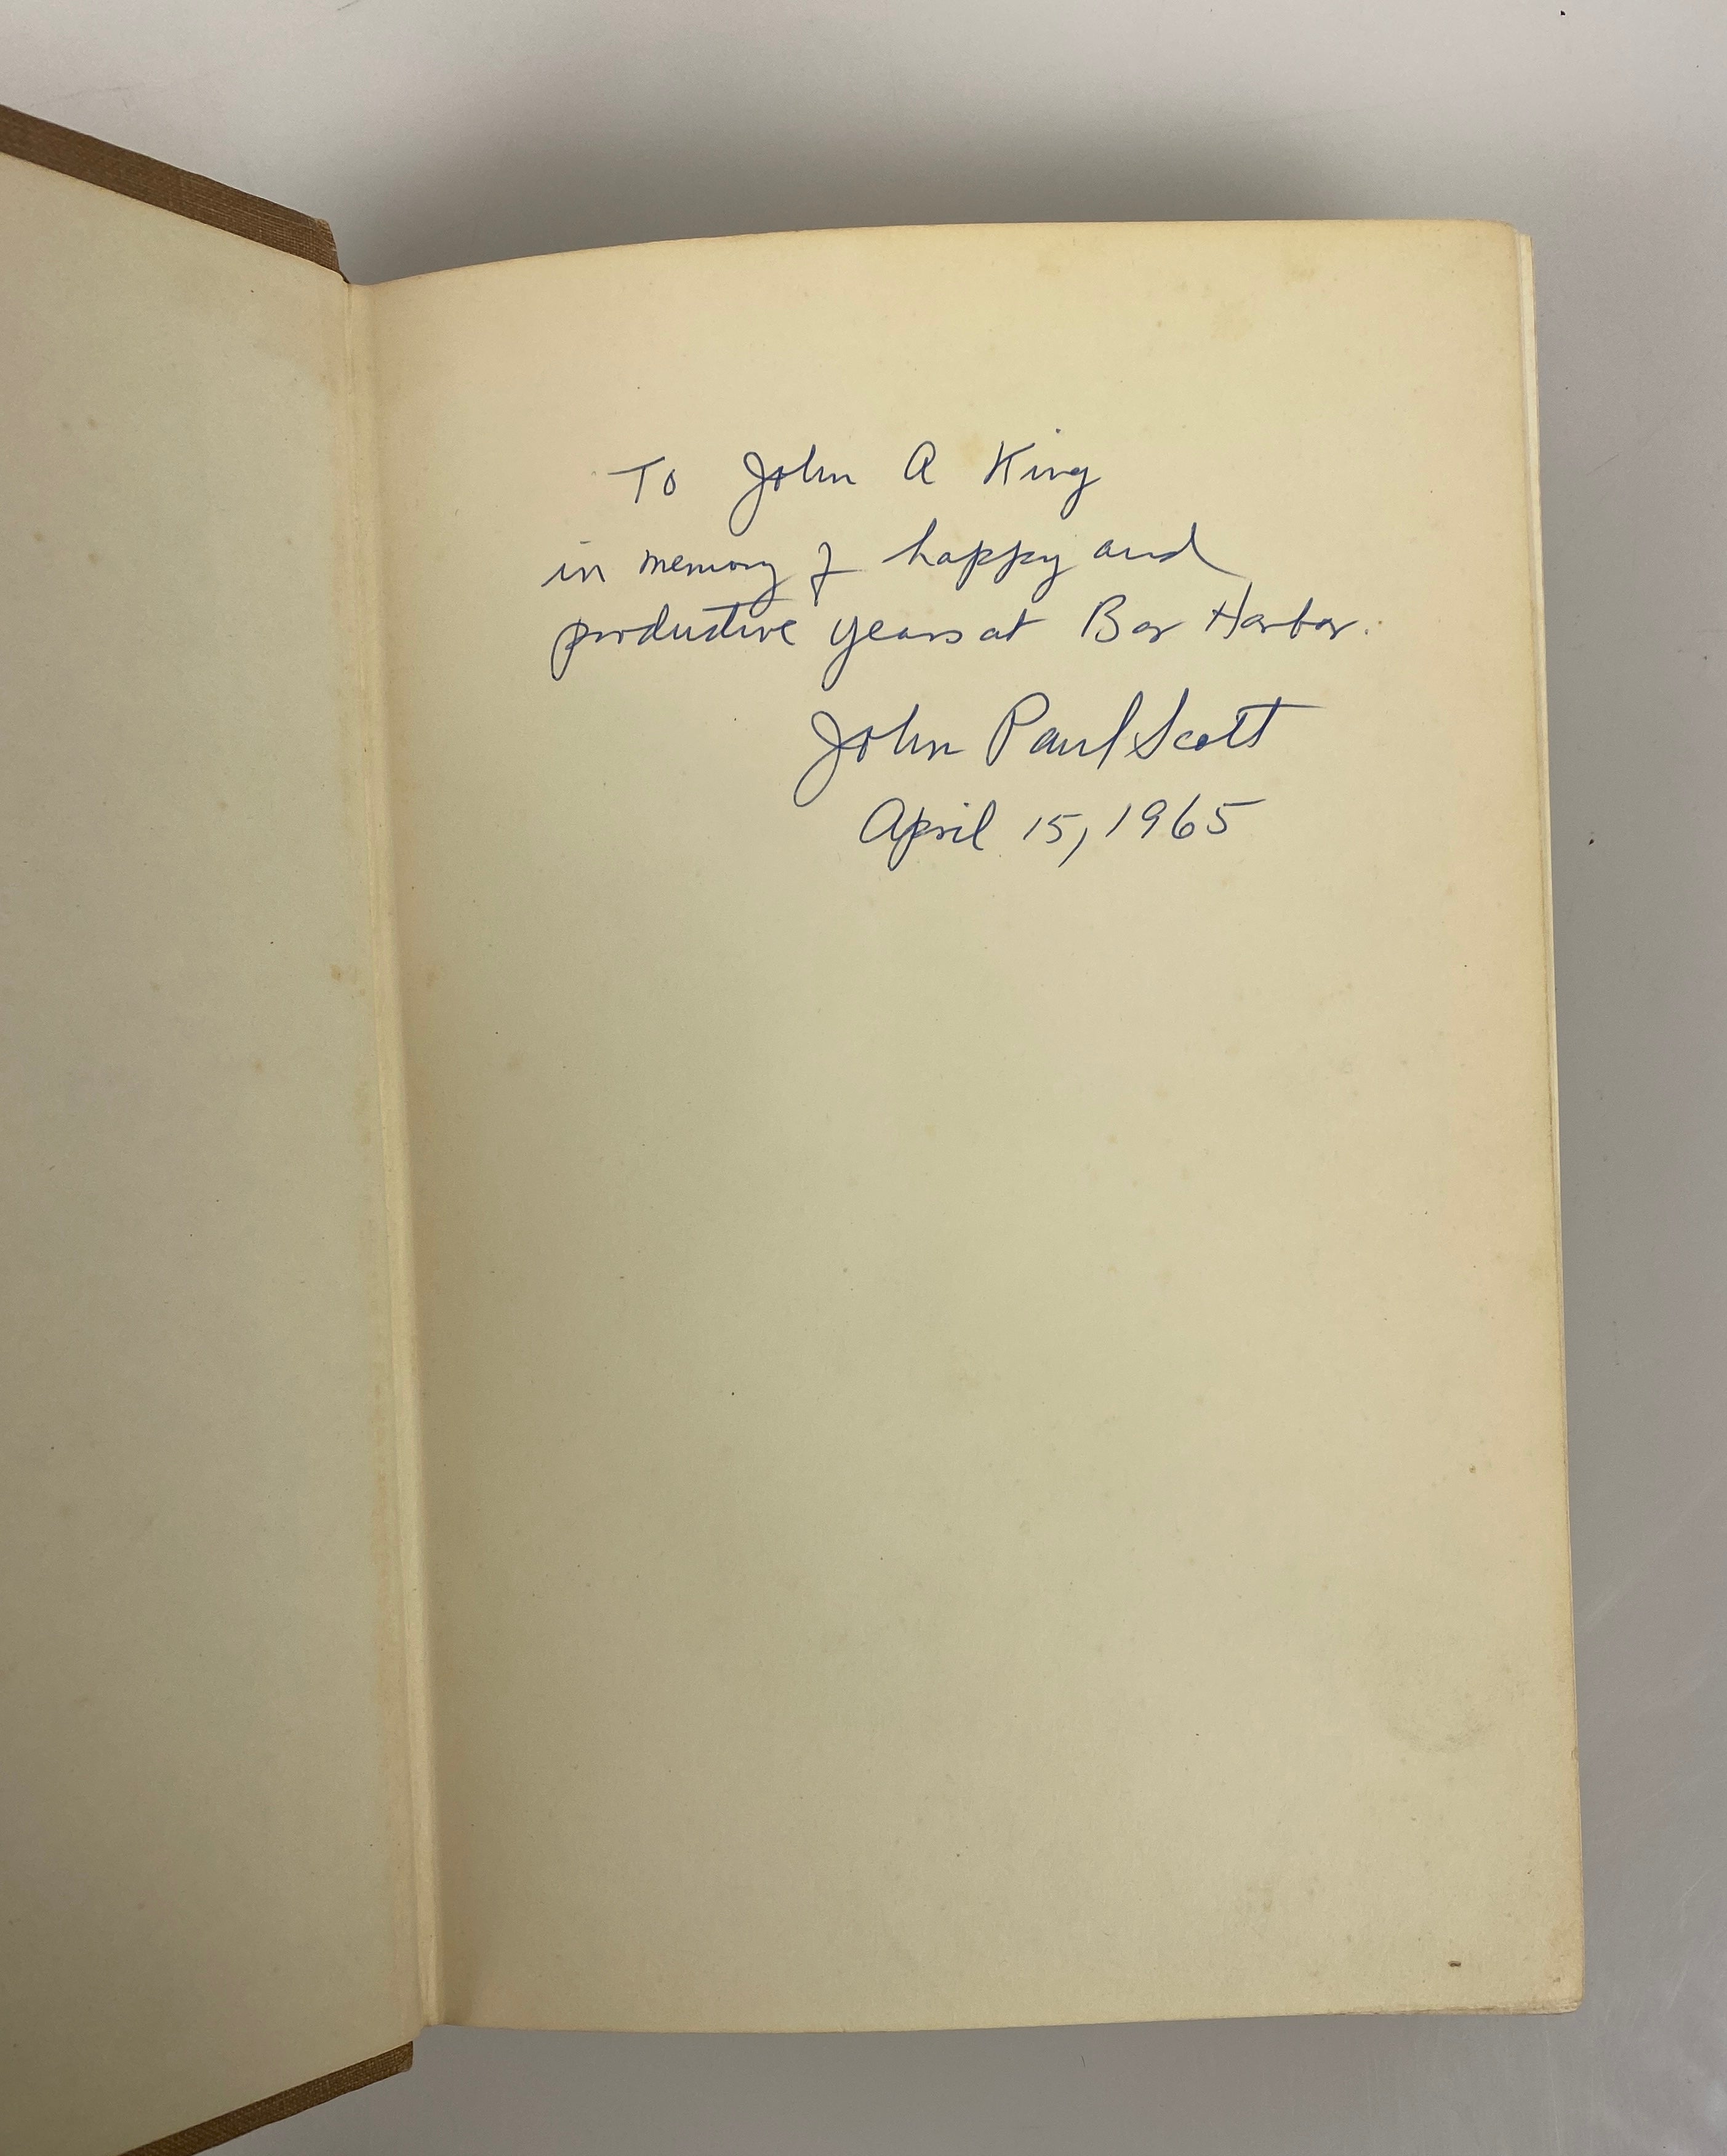 To John A King
in memory of happy and
productive years at Bar Harbor.
John Paul Scott
April 15, 1965